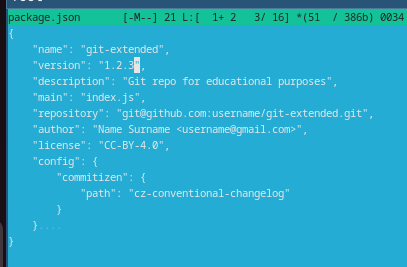 package.json       [-M--] 21 L:[  1+ 2   3/ 16] *(51  / 386b) 0034
{
    "name": "git-extended",
    "version": "1.2.3",
    "description": "Git repo for educational purposes",
    "main": "index.js",
    "repository": "git@github.com:username/git-extended.git",
    "author": "Name Surname <username@gmail.com>",
    "license": "CC-BY-4.0",
    "config": {
        "commitizen": {
            "path": "cz-conventional-changelog"
        }
    }....
}